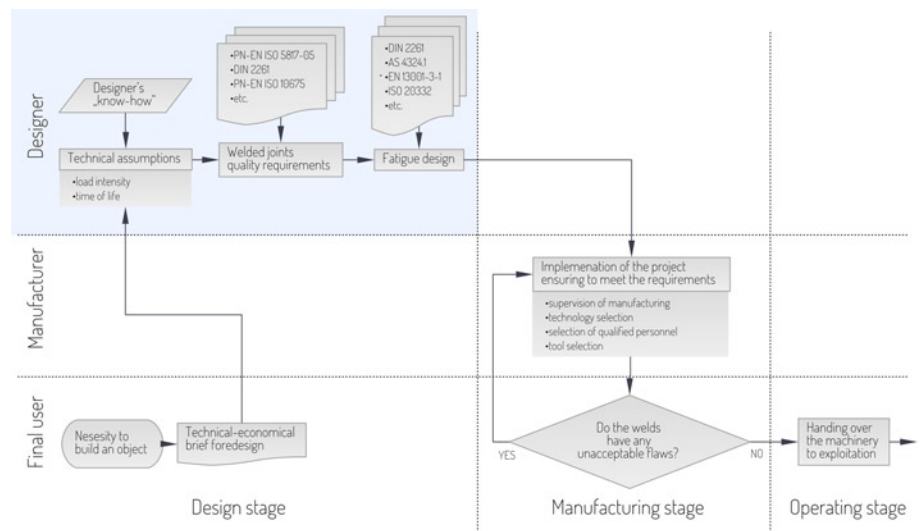 Designer
Designer's
„know-how”
•PN-EN ISO 5817-05
•DIN 2261
•PN-EN ISO 10675
•etc.
•DIN 2261
•AS 4324.1
•EN 13001-3-1
•ISO 20332
•etc.
Technical assumptions
•load intensity
•time of life
Welded joints
quality requirements
Fatigue design
Manufacturer
Implemenation of the project
ensuring to meet the requirements
•supervision of manufacturing
•technology selection
•selection of qualified personnel
•tool selection
Final user
Nesesity to
build an object
Technical-economical
brief foredesign
Do the welds
have any
unacceptable flaws?
YES
NO
Handing over
the machinery
to exploitation
Design stage
Manufacturing stage
Operating stage